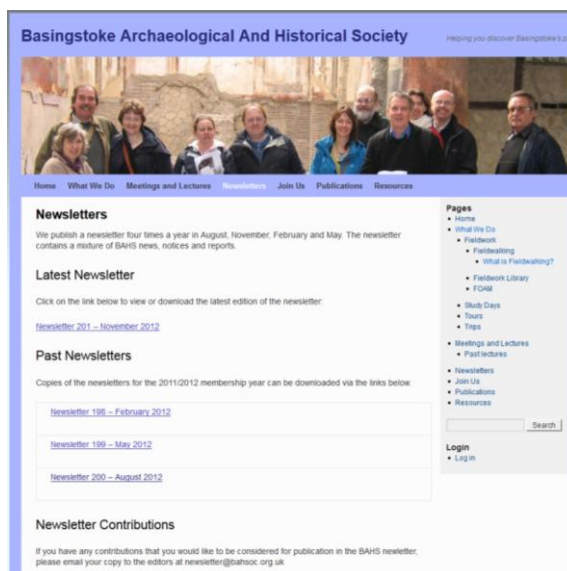 Basingstoke Archaeological And Historical Society
Helping you discover Basingstoke's p
Home What We Do Meetings and Lectures Newsletters Join Us Publications Resources
Newsletters
We publish a newsletter four times a year in August, November, February and May. The newsletter
contains a mixture of BAHS news, notices and reports.
Latest Newsletter
Click on the link below to view or download the latest edition of the newsletter:
Newsletter 201 – November 2012
Past Newsletters
Copies of the newsletters for the 2011/2012 membership year can be downloaded via the links below.
Newsletter 198 – February 2012
Newsletter 199 – May 2012
Newsletter 200 – August 2012
Newsletter Contributions
If you have any contributions that you would like to be considered for publication in the BAHS newletter,
please email your copy to the editors at newsletter@bahsoc.org.uk
Pages
Home
What We Do
Fieldwork
Fieldwalking
What is Fieldwalking?
Fieldwork Library
FOAM
Study Days
Tours
Trips
Meetings and Lectures
Past lectures
Newsletters
Join Us
Publications
Resources
Search
Login
Log in